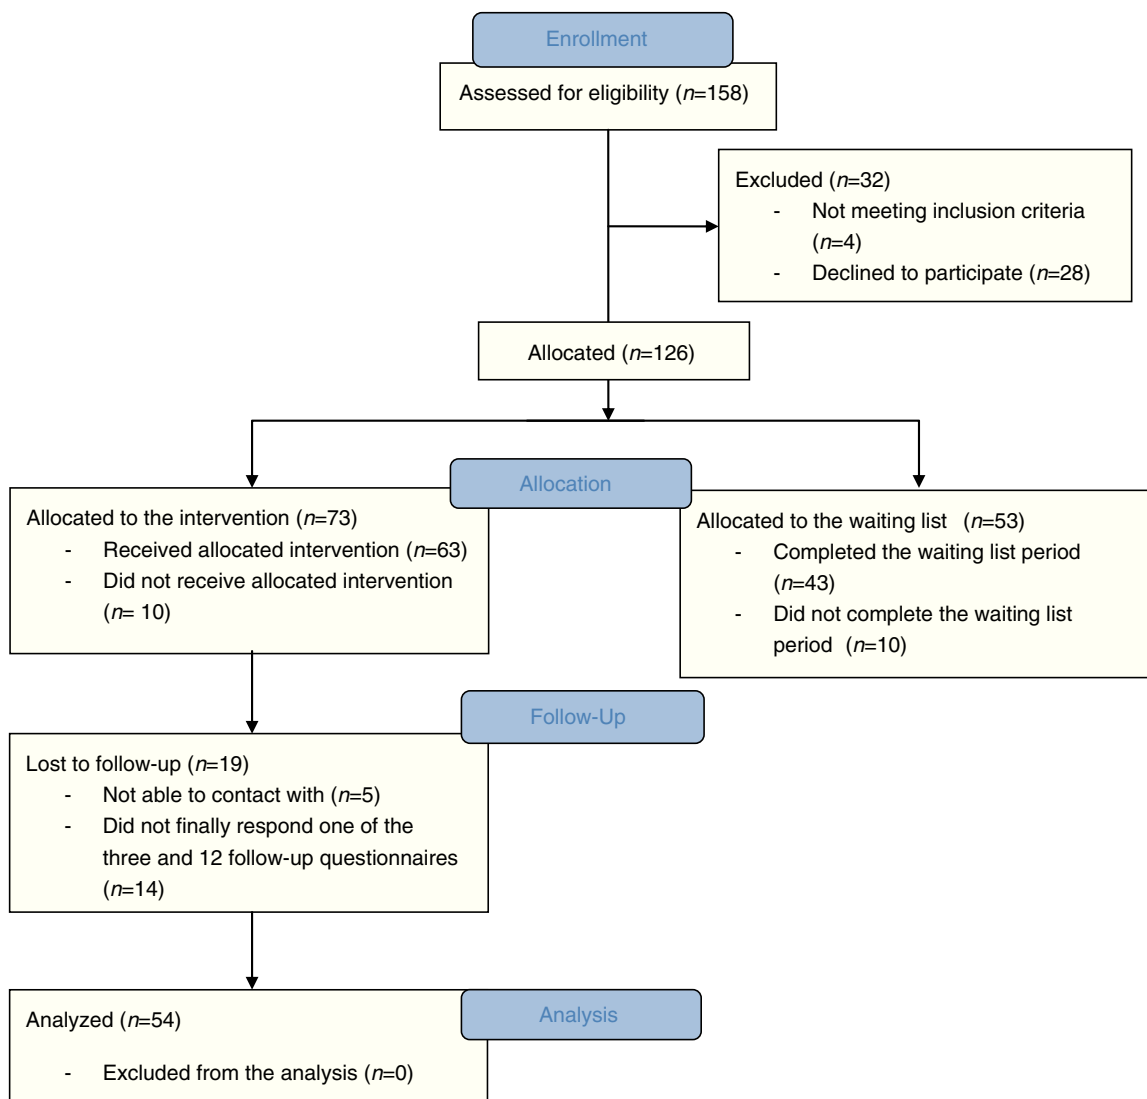 Enrollment
Assessed for eligibility (n=158)
Excluded (n=32)
- Not meeting inclusion criteria
(n=4)
- Declined to participate (n=28)
Allocated (n=126)
Allocation
Allocated to the intervention (n=73)
- Received allocated intervention (n=63)
- Did not receive allocated intervention
(n= 10)
Allocated to the waiting list (n=53)
- Completed the waiting list period
(n=43)
- Did not complete the waiting list
period (n=10)
Follow-Up
Lost to follow-up (n=19)
- Not able to contact with (n=5)
- Did not finally respond one of the
three and 12 follow-up questionnaires
(n=14)
Analysis
Analyzed (n=54)
- Excluded from the analysis (n=0)